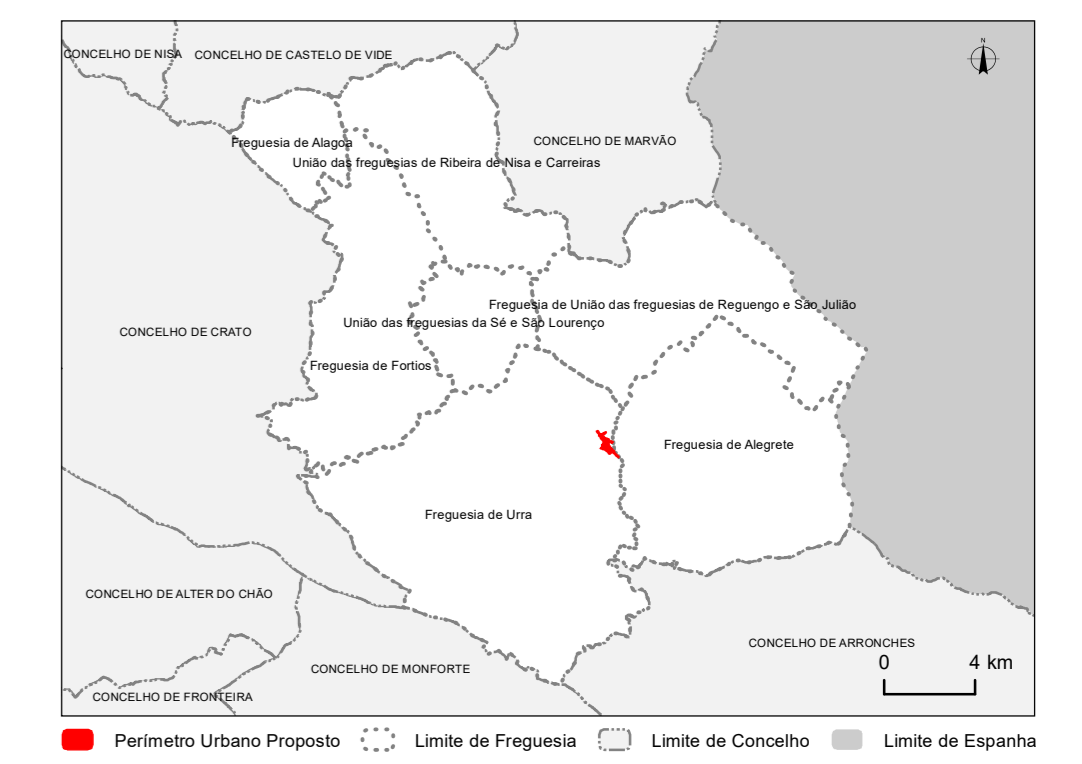 N
CONCELHO DE NISA
CONCELHO DE CASTELO DE VIDE
CONCELHO DE MARVÃO
Freguesia de Alagoa
União das freguesias de Ribeira de Nisa e Carreiras
Freguesia de União das freguesias de Reguengo e São Julião
União das freguesias da Sé e São Lourenço
CONCELHO DE CRATO
Freguesia de Fortios
Freguesia de Alegrete
Freguesia de Urra
CONCELHO DE ALTER DO CHÃO
CONCELHO DE ARRONCHES
CONCELHO DE MONFORTE
0 4 km
CONCELHO DE FRONTEIRA
Perímetro Urbano Proposto Limite de Freguesia Limite de Concelho Limite de Espanha